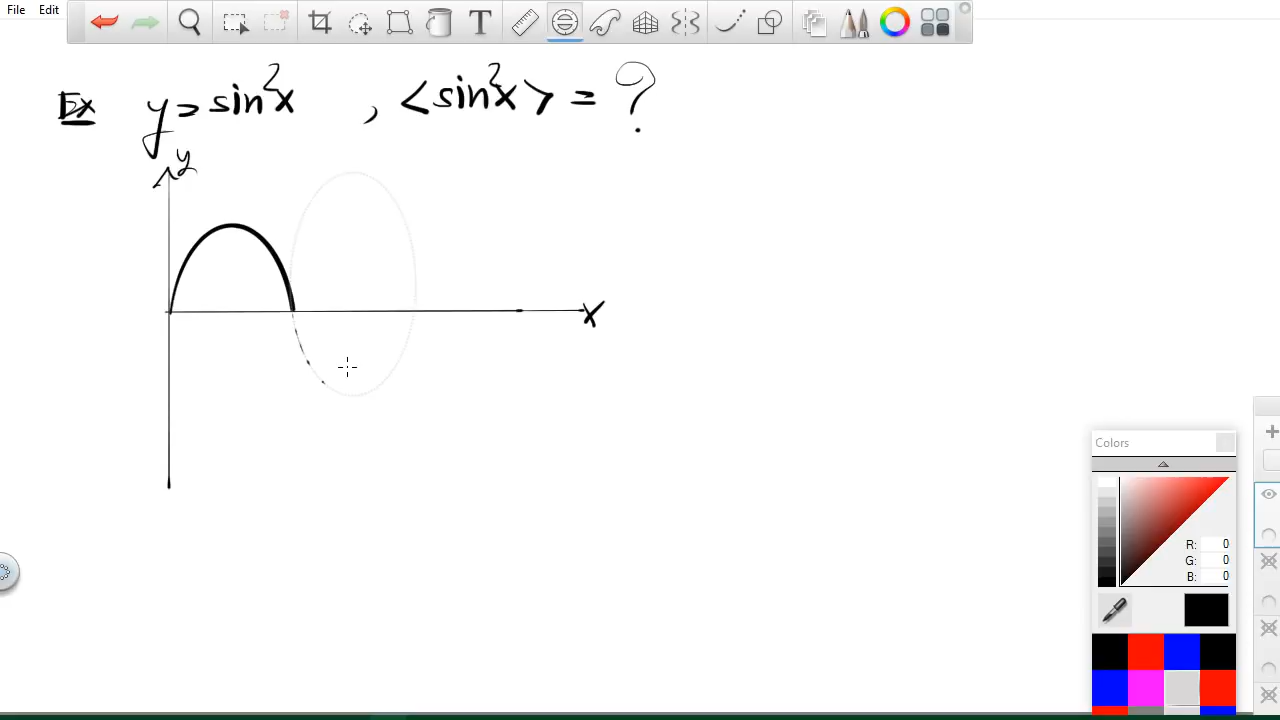 File Edit
Ex y = sin²x , <sin²x> = ?
y
x
Colors
R: 0
G: 0
B: 0